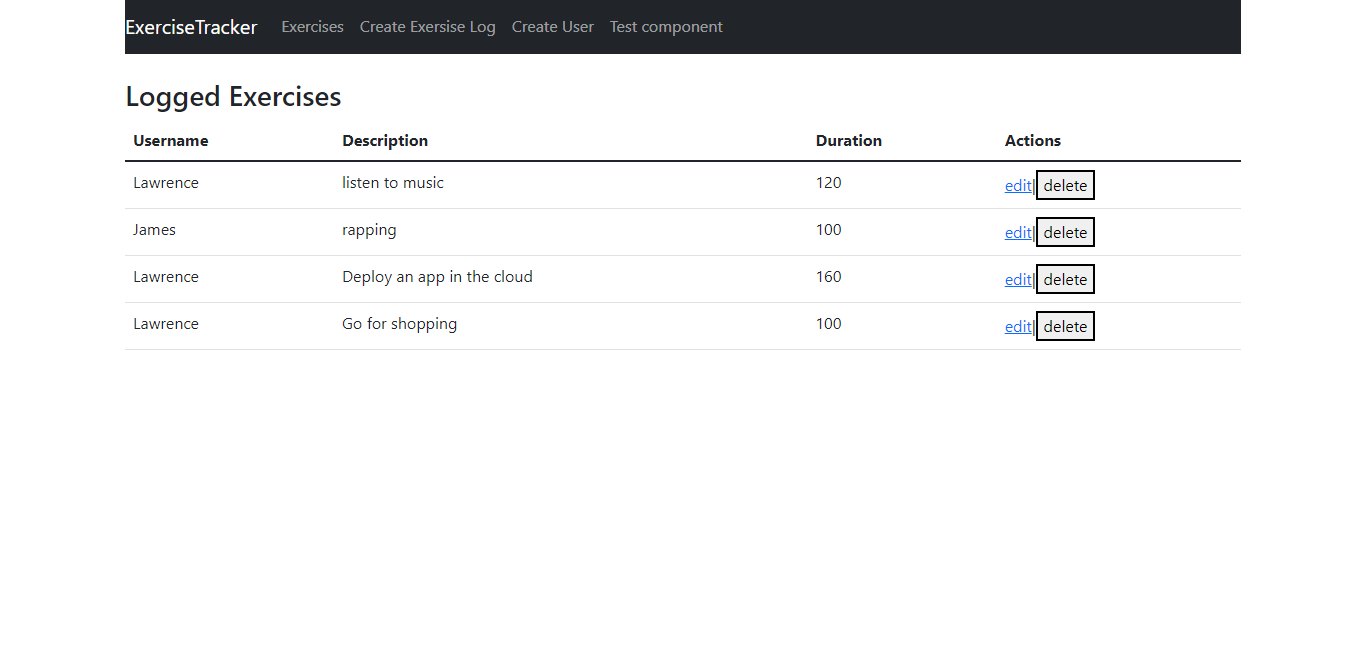 ExerciseTracker Exercises Create Exersise Log Create User Test component
Logged Exercises
Username Description Duration Actions
Lawrence listen to music 120 edit| delete
James rapping 100 edit| delete
Lawrence Deploy an app in the cloud 160 edit| delete
Lawrence Go for shopping 100 edit| delete